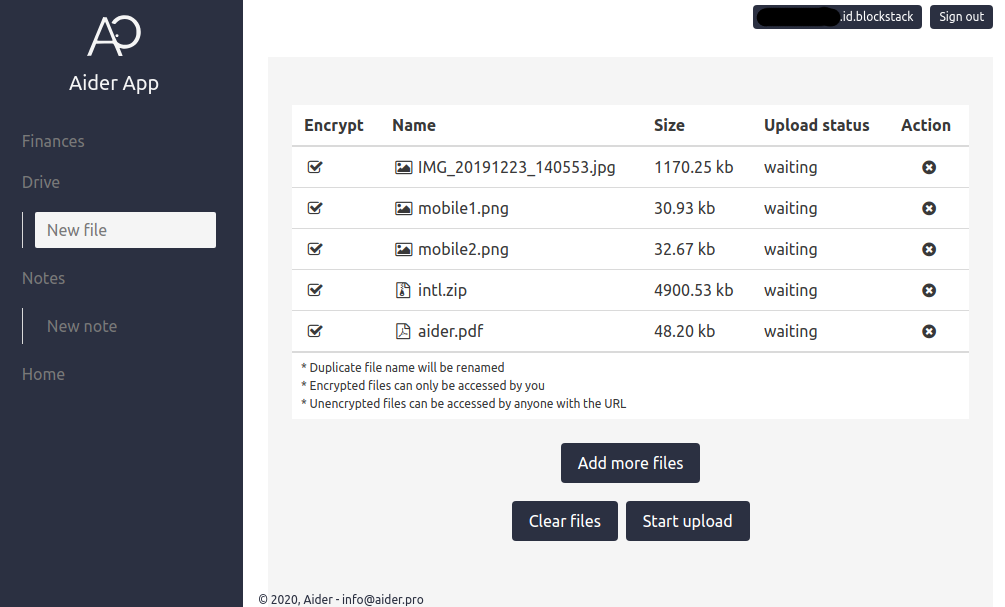 .id.blockstack Sign out
AO
Aider App
Finances
Drive
New file
Notes
New note
Home
Encrypt Name Size Upload status Action
IMG_20191223_140553.jpg 1170.25 kb waiting
mobile1.png 30.93 kb waiting
mobile2.png 32.67 kb waiting
intl.zip 4900.53 kb waiting
aider.pdf 48.20 kb waiting
* Duplicate file name will be renamed
* Encrypted files can only be accessed by you
* Unencrypted files can be accessed by anyone with the URL
Add more files
Clear files Start upload
© 2020, Aider - info@aider.pro